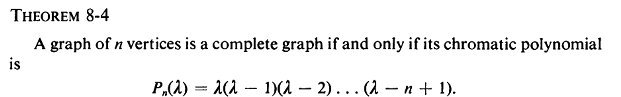 THEOREM 8-4
A graph of n vertices is a complete graph if and only if its chromatic polynomial
is
Pₙ(λ) = λ(λ − 1)(λ − 2) . . . (λ − n + 1).